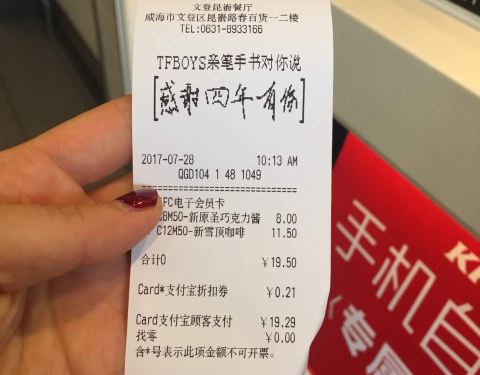 文登昆嵛餐厅
威海市文登区昆嵛路春百货一二楼
TEL:0631-8933166
TFBOYS亲笔手书对你说
[感谢四年有你]
2017-07-28 10:13 AM
QGD104 1 48 1049
FC电子会员卡
8M50-新原圣巧克力酱 8.00
C12M50-新雪顶咖啡 11.50
合计0 ￥19.50
Card*支付宝折扣券 ￥0.21
Card支付宝顾客支付 ￥19.29
找零 ￥0.00
含*号表示此项金额不可开票。
手机自
专